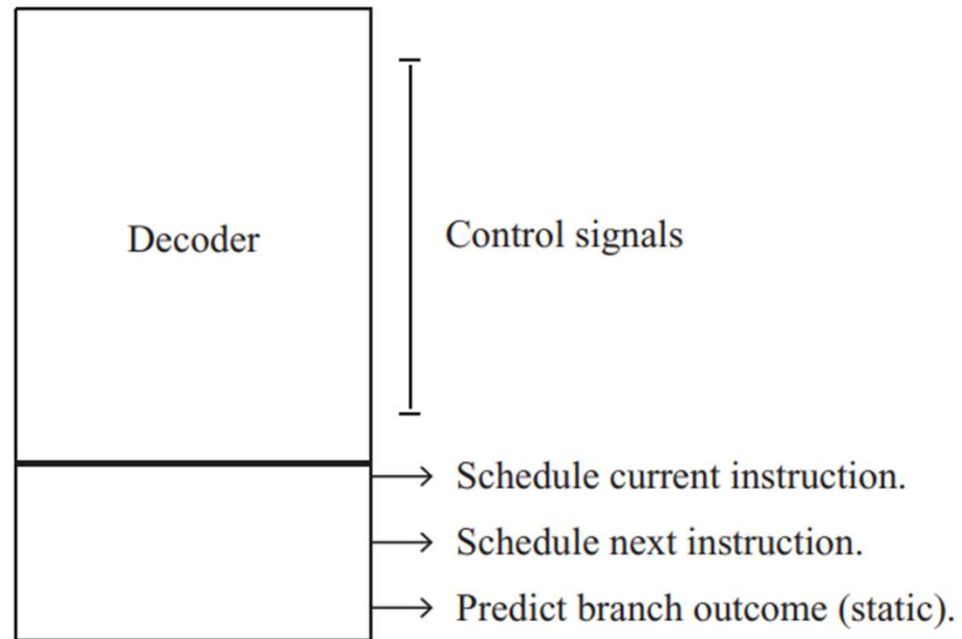 Decoder
Control signals
Schedule current instruction.
Schedule next instruction.
Predict branch outcome (static).